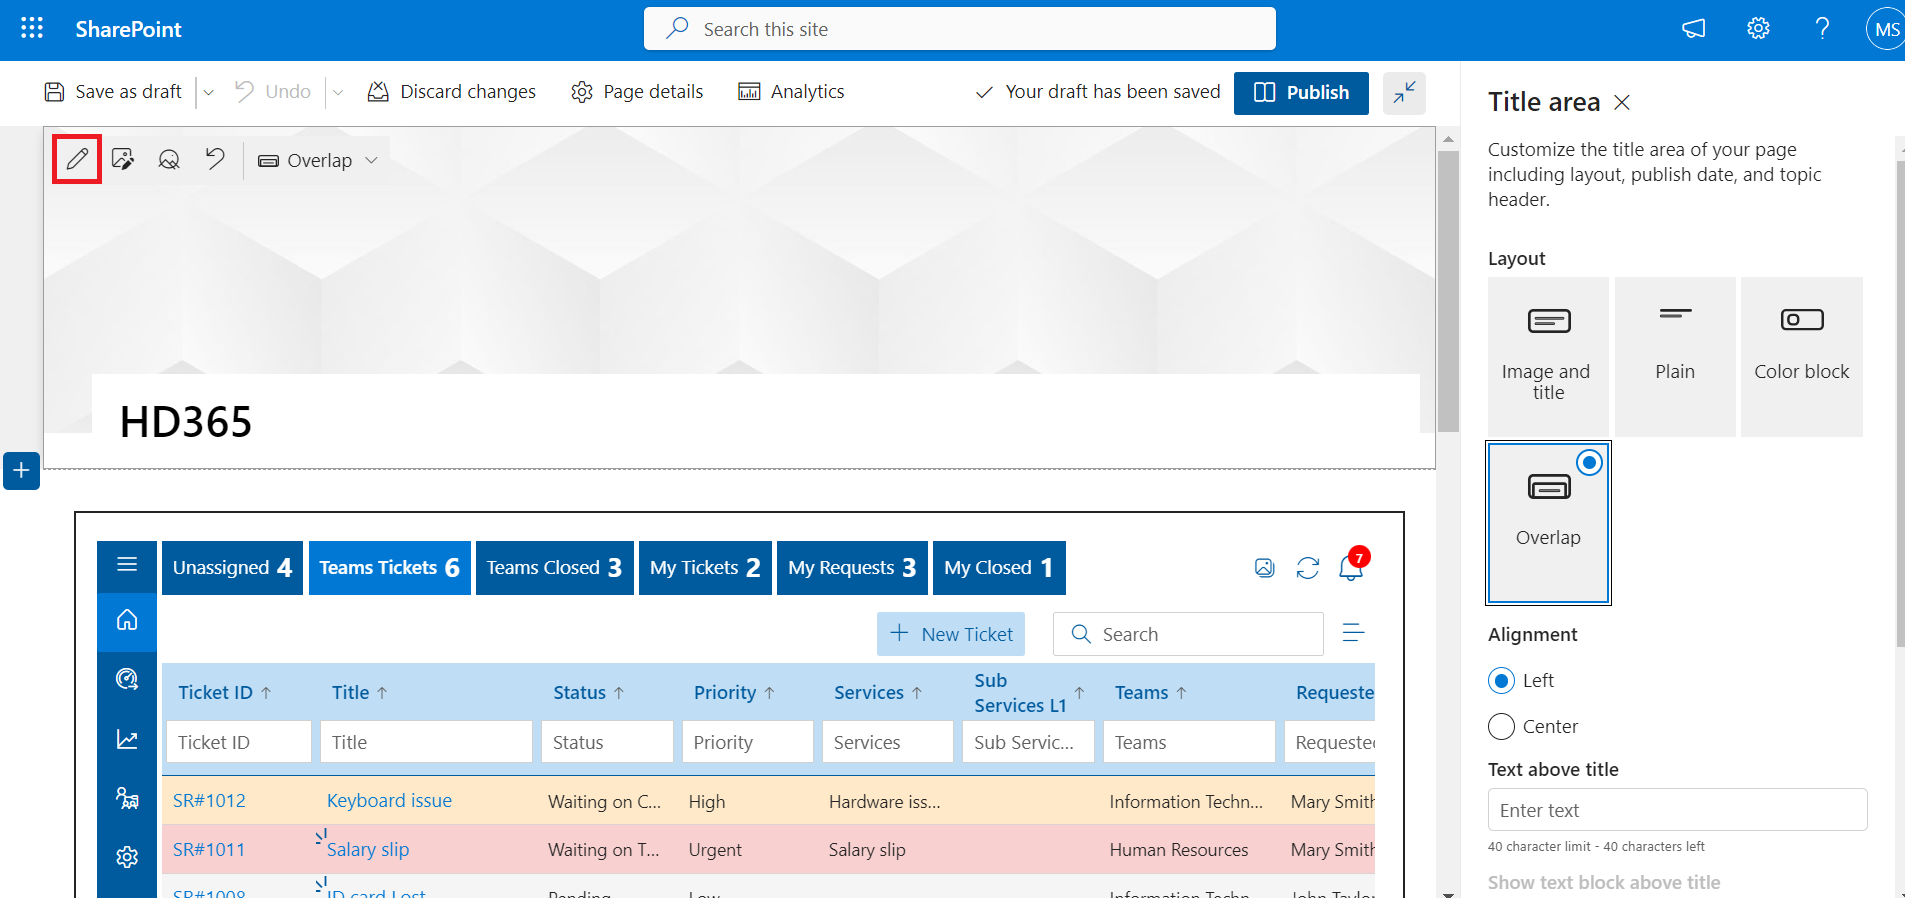 SharePoint
Search this site
MS
Save as draft
Undo
Discard changes
Page details
Analytics
Your draft has been saved
Publish
Overlap
HD365
Unassigned 4
Teams Tickets 6
Teams Closed 3
My Tickets 2
My Requests 3
My Closed 1
7
New Ticket
Search
Ticket ID
Title
Status
Priority
Services
Sub
Services L1
Teams
Requeste
Ticket ID
Title
Status
Priority
Services
Sub Servic...
Teams
Requeste
SR#1012
Keyboard issue
Waiting on C...
High
Hardware iss...
Information Techn...
Mary Smith
SR#1011
Salary slip
Waiting on T...
Urgent
Salary slip
Human Resources
Mary Smith
SR#1008
ID card Lost
Pending
Low
Information Techn...
John Taylor
Title area
Customize the title area of your page
including layout, publish date, and topic
header.
Layout
Image and
title
Plain
Color block
Overlap
Alignment
Left
Center
Text above title
Enter text
40 character limit - 40 characters left
Show text block above title